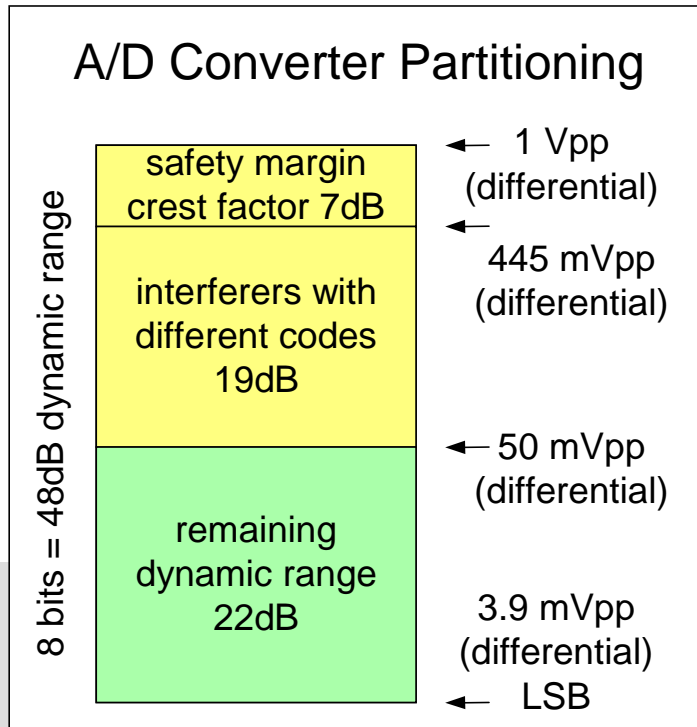 A/D Converter Partitioning
8 bits = 48dB dynamic range
safety margin
crest factor 7dB
interferers with
different codes
19dB
remaining
dynamic range
22dB
1 Vpp
(differential)
445 mVpp
(differential)
50 mVpp
(differential)
3.9 mVpp
(differential)
LSB